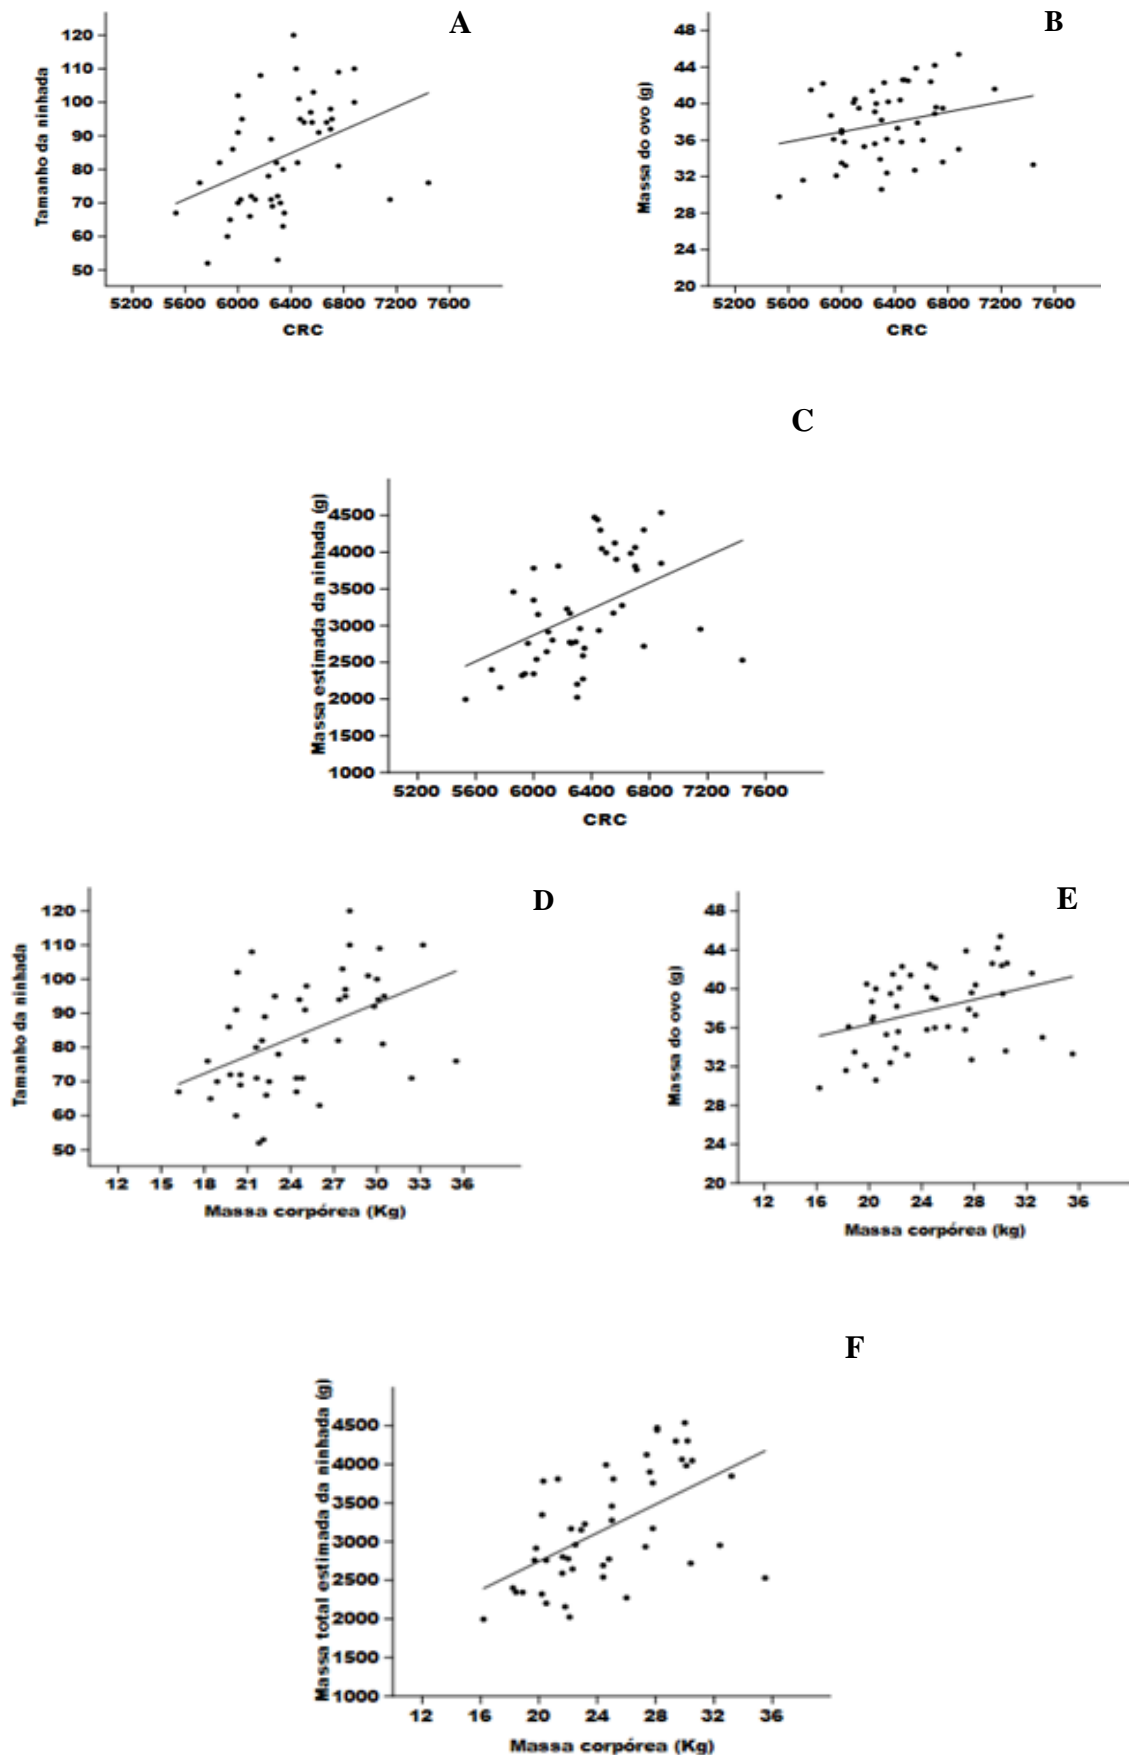 A
Tamanho da ninhada
120
110
100
90
80
70
60
50
5200 5600 6000 6400 6800 7200 7600
CRC
B
Massa do ovo (g)
48
44
40
36
32
28
24
20
5200 5600 6000 6400 6800 7200 7600
CRC
C
Massa estimada da ninhada (g)
4500
4000
3500
3000
2500
2000
1500
1000
5200 5600 6000 6400 6800 7200 7600
CRC
D
Tamanho da ninhada
120
110
100
90
80
70
60
50
12 15 18 21 24 27 30 33 36
Massa corpórea (Kg)
E
Massa do ovo (g)
48
44
40
36
32
28
24
20
12 16 20 24 28 32 36
Massa corpórea (kg)
F
Massa total estimada da ninhada (g)
4500
4000
3500
3000
2500
2000
1500
1000
12 16 20 24 28 32 36
Massa corpórea (Kg)